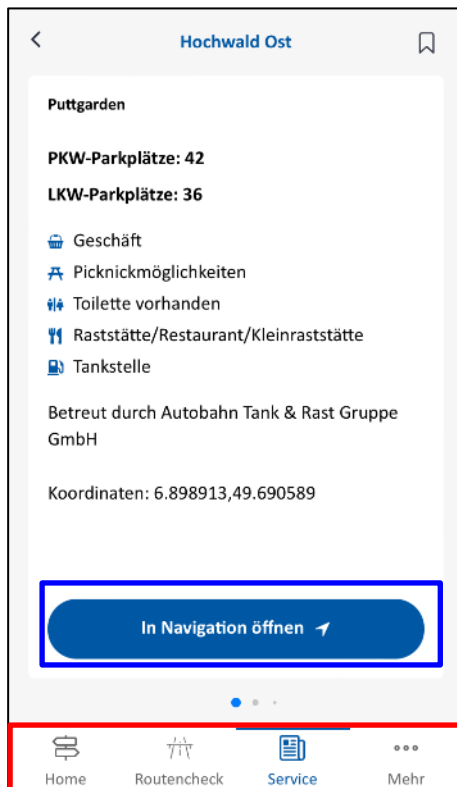 Hochwald Ost
Puttgarden
PKW-Parkplätze: 42
LKW-Parkplätze: 36
Geschäft
Picknickmöglichkeiten
Toilette vorhanden
Raststätte/Restaurant/Kleinraststätte
Tankstelle
Betreut durch Autobahn Tank & Rast Gruppe
GmbH
Koordinaten: 6.898913,49.690589
In Navigation öffnen
Home Routencheck Service Mehr